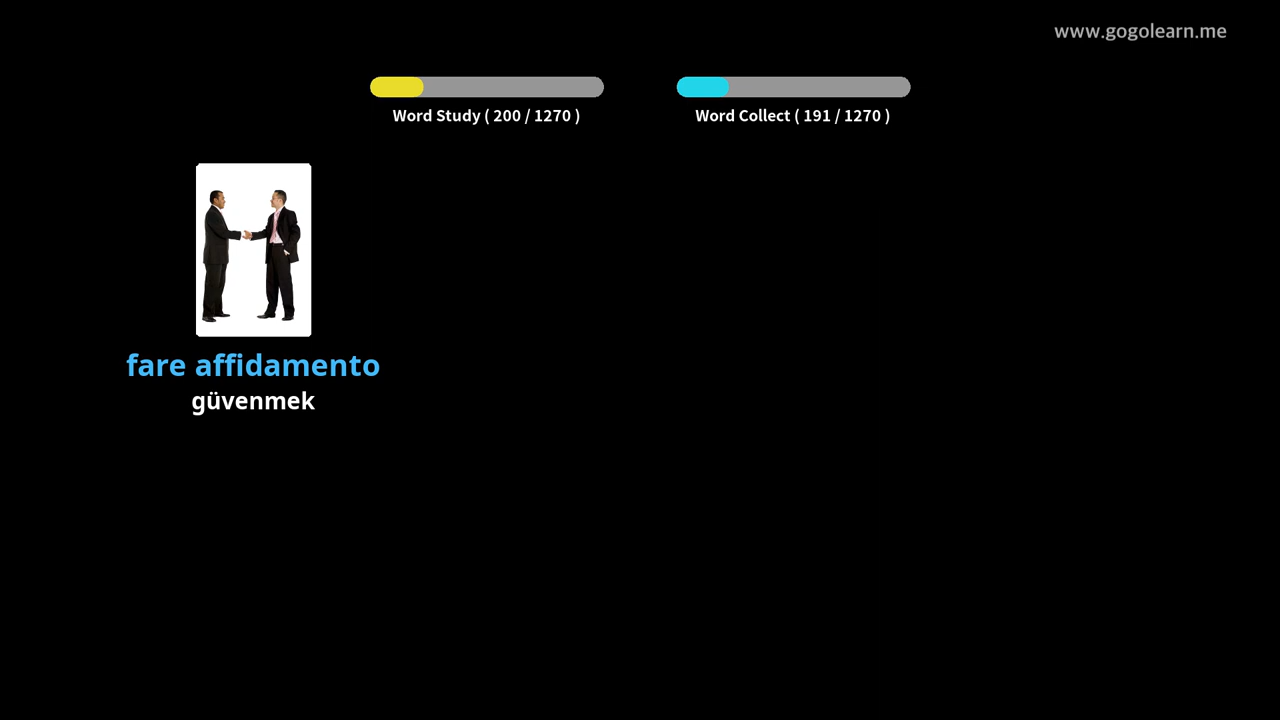 www.gogolearn.me
Word Study ( 200 / 1270 )
Word Collect ( 191 / 1270 )
fare affidamento
güvenmek